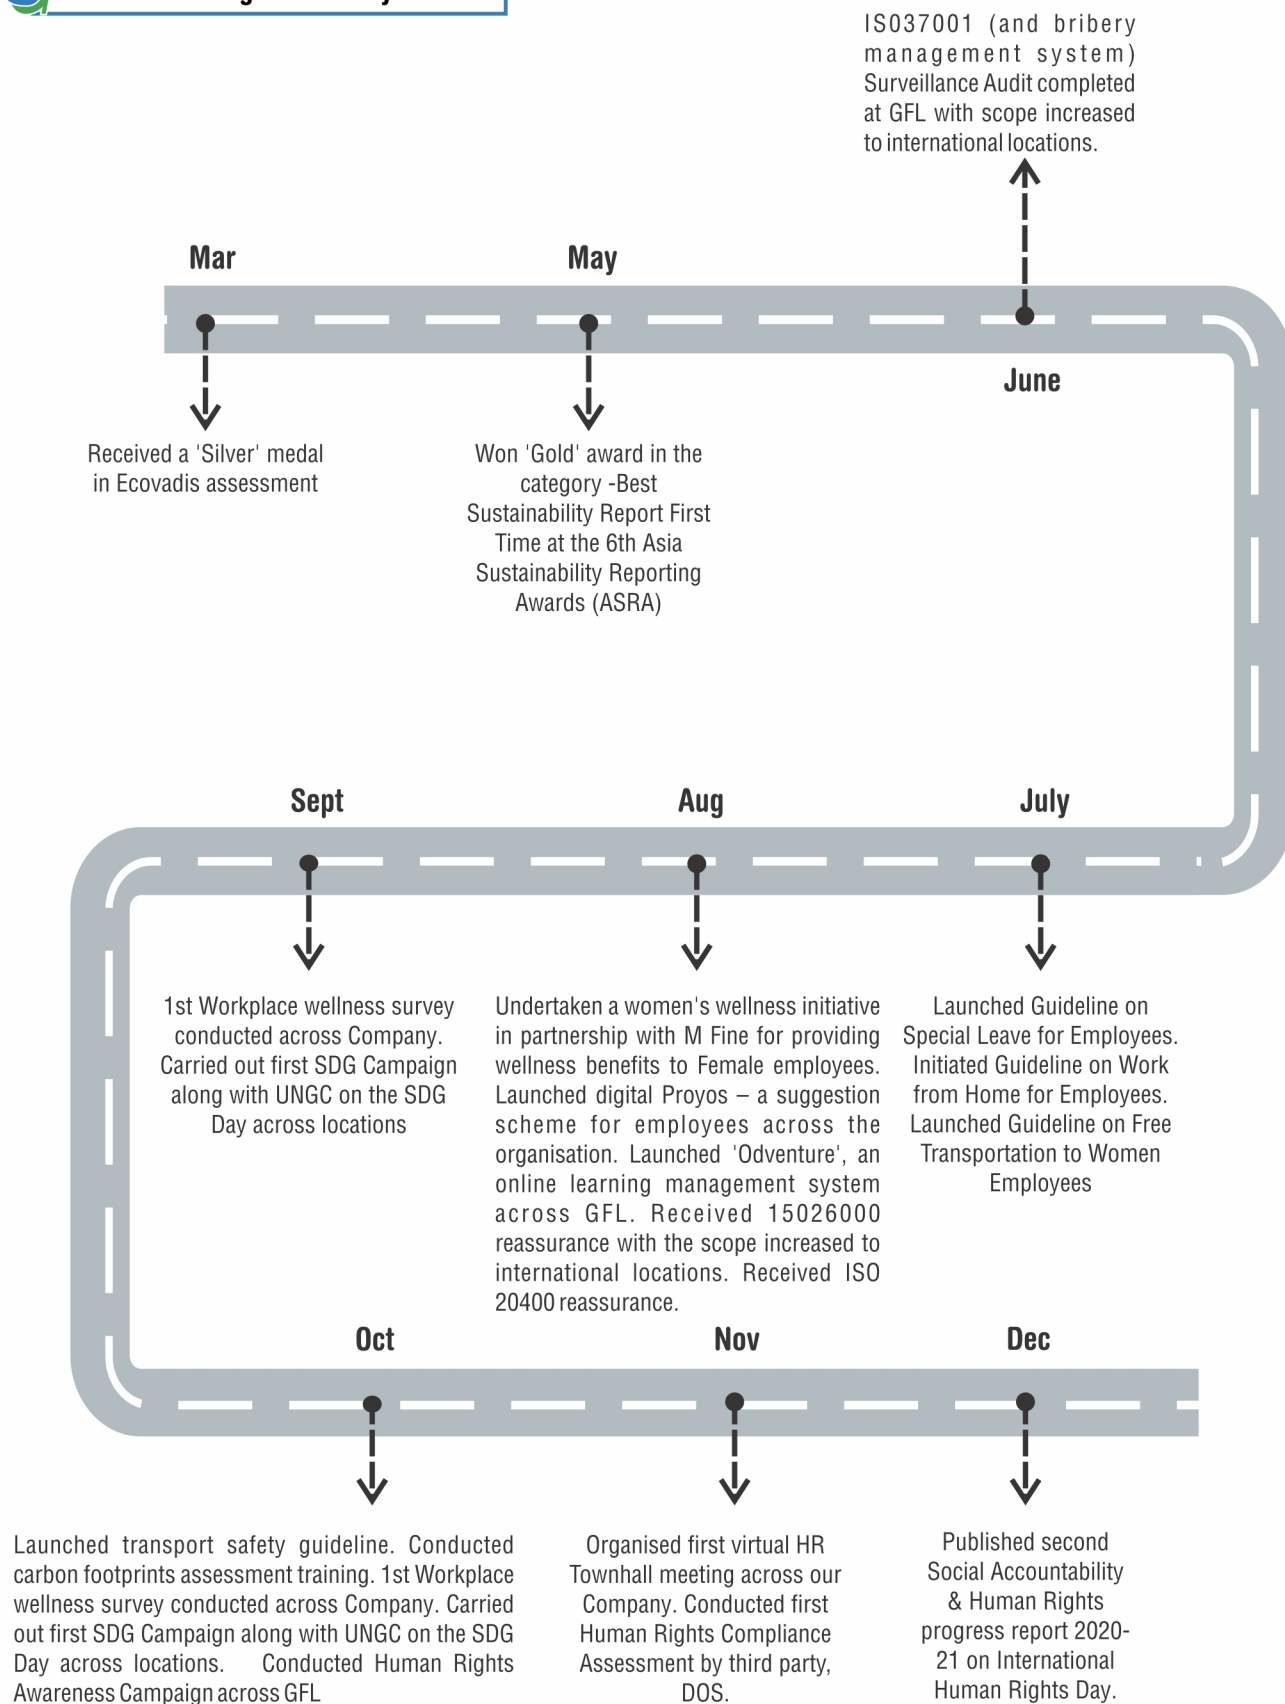 IS037001 (and bribery
management system)
Surveillance Audit completed
at GFL with scope increased
to international locations.
Mar
May
June
Received a 'Silver' medal
in Ecovadis assessment
Won 'Gold' award in the
category -Best
Sustainability Report First
Time at the 6th Asia
Sustainability Reporting
Awards (ASRA)
Sept
Aug
July
1st Workplace wellness survey
conducted across Company.
Carried out first SDG Campaign
along with UNGC on the SDG
Day across locations
Undertaken a women's wellness initiative
in partnership with M Fine for providing
wellness benefits to Female employees.
Launched digital Proyos – a suggestion
scheme for employees across the
organisation. Launched 'Odventure', an
online learning management system
across GFL. Received 15026000
reassurance with the scope increased to
international locations. Received ISO
20400 reassurance.
Launched Guideline on
Special Leave for Employees.
Initiated Guideline on Work
from Home for Employees.
Launched Guideline on Free
Transportation to Women
Employees
Oct
Nov
Dec
Launched transport safety guideline. Conducted
carbon footprints assessment training. 1st Workplace
wellness survey conducted across Company. Carried
out first SDG Campaign along with UNGC on the SDG
Day across locations. Conducted Human Rights
Awareness Campaign across GFL
Organised first virtual HR
Townhall meeting across our
Company. Conducted first
Human Rights Compliance
Assessment by third party,
DOS.
Published second
Social Accountability
& Human Rights
progress report 2020-
21 on International
Human Rights Day.